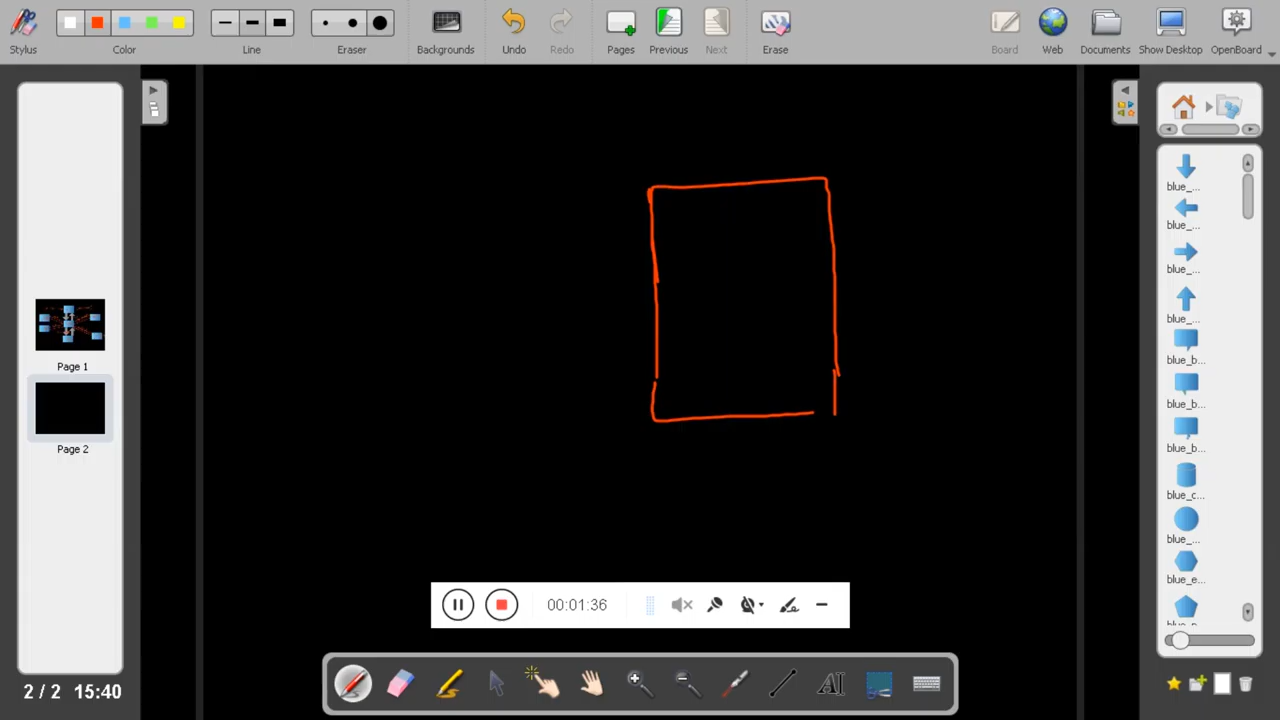 Stylus Color Line Eraser Backgrounds Undo Redo Pages Previous Next Erase Board Web Documents Show Desktop OpenBoard
Page 1
Page 2
blue_...
blue_...
blue_...
blue_...
blue_b...
blue_b...
blue_b...
blue_c...
blue_...
blue_e...
00:01:36
AI
2 / 2 15:40